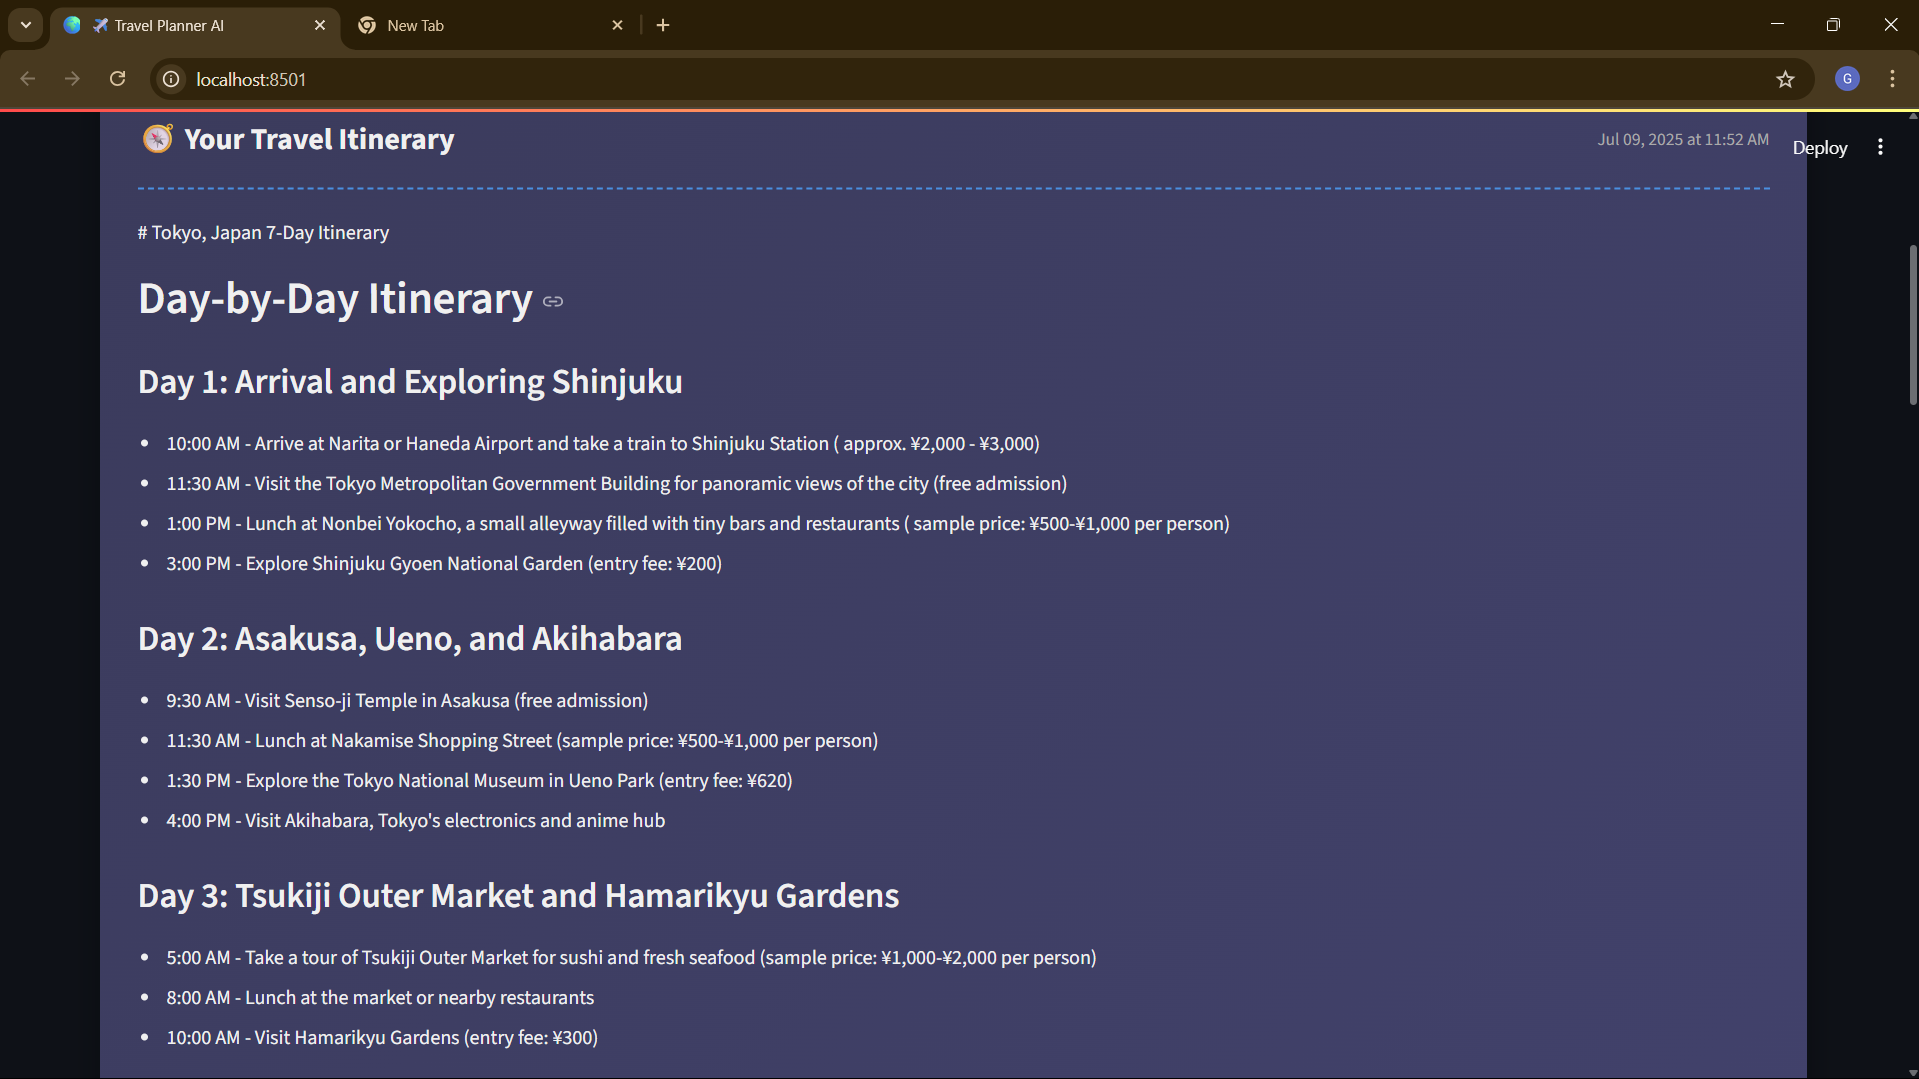 Travel Planner AI
New Tab
localhost:8501
G
Your Travel Itinerary
Jul 09, 2025 at 11:52 AM
Deploy
# Tokyo, Japan 7-Day Itinerary
Day-by-Day Itinerary
Day 1: Arrival and Exploring Shinjuku
• 10:00 AM - Arrive at Narita or Haneda Airport and take a train to Shinjuku Station ( approx. ¥2,000 - ¥3,000)
• 11:30 AM - Visit the Tokyo Metropolitan Government Building for panoramic views of the city (free admission)
• 1:00 PM - Lunch at Nonbei Yokocho, a small alleyway filled with tiny bars and restaurants ( sample price: ¥500-¥1,000 per person)
• 3:00 PM - Explore Shinjuku Gyoen National Garden (entry fee: ¥200)
Day 2: Asakusa, Ueno, and Akihabara
• 9:30 AM - Visit Senso-ji Temple in Asakusa (free admission)
• 11:30 AM - Lunch at Nakamise Shopping Street (sample price: ¥500-¥1,000 per person)
• 1:30 PM - Explore the Tokyo National Museum in Ueno Park (entry fee: ¥620)
• 4:00 PM - Visit Akihabara, Tokyo's electronics and anime hub
Day 3: Tsukiji Outer Market and Hamarikyu Gardens
• 5:00 AM - Take a tour of Tsukiji Outer Market for sushi and fresh seafood (sample price: ¥1,000-¥2,000 per person)
• 8:00 AM - Lunch at the market or nearby restaurants
• 10:00 AM - Visit Hamarikyu Gardens (entry fee: ¥300)